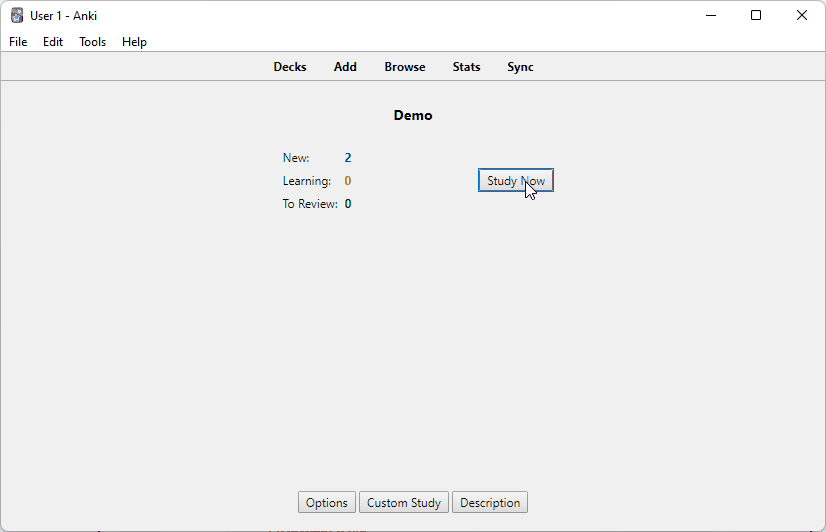 User 1 - Anki
File Edit Tools Help
Decks Add Browse Stats Sync
Demo
New: 2
Learning: 0
To Review: 0
Study Now
Options Custom Study Description